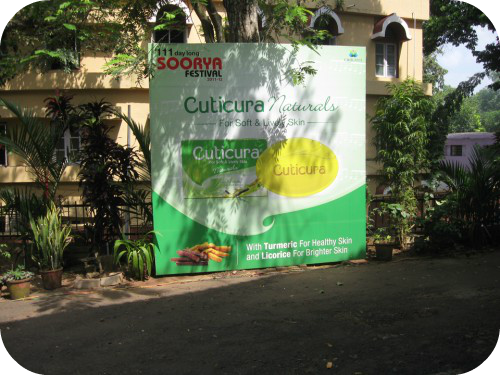 111 day long
SOORYA
FESTIVAL
Cuticura Naturals
For Soft & Lively Skin
Cuticura
Cuticura
With Turmeric For Healthy Skin
and Licorice For Brighter Skin